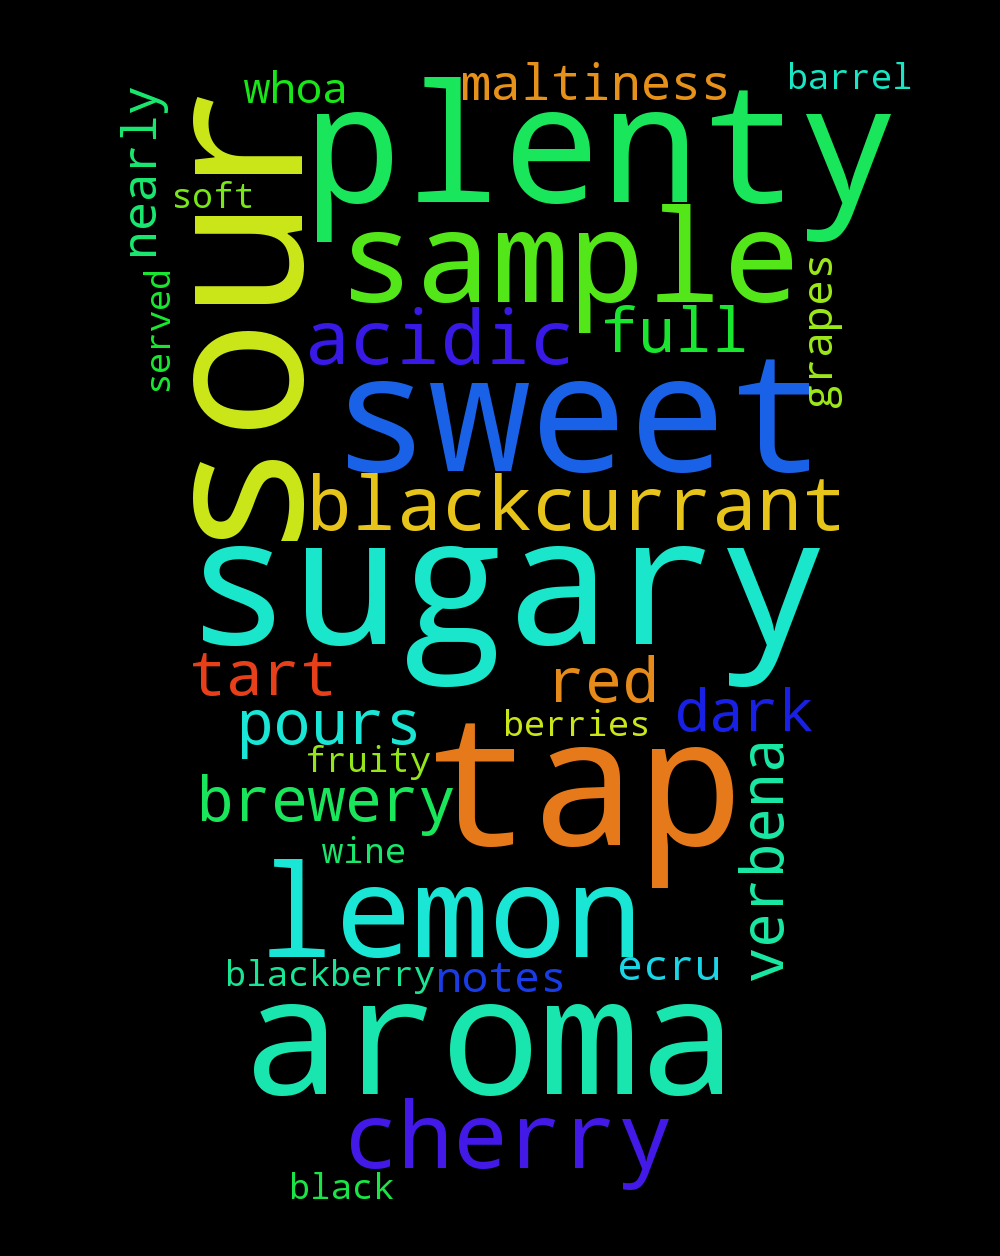 whoa
maltiness
barrel
nearly
sour
plenty
soft
sample
served
acidic
full
grapes
sweet
blackcurrant
sugary
tart
red
dark
pours
berries
tap
fruity
verbena
brewery
wine
lemon
ecru
blackberry
notes
aroma
cherry
black